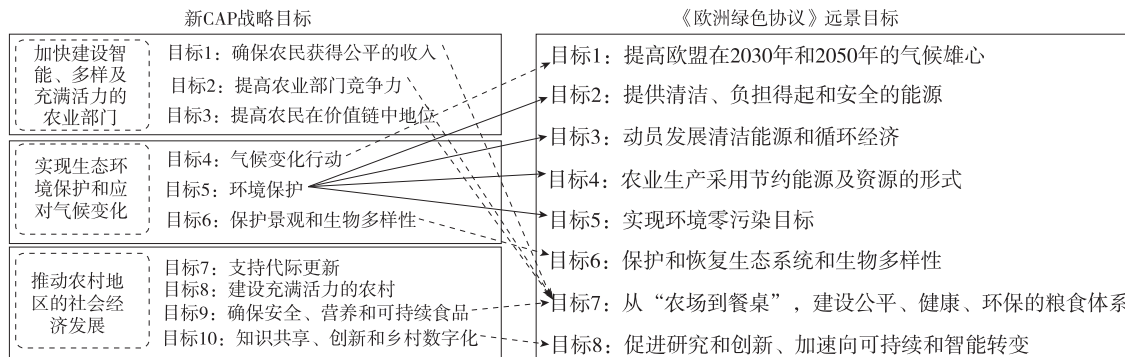 新CAP战略目标
加快建设智
能、多样及
充满活力的
农业部门
目标1：确保农民获得公平的收入
目标2：提高农业部门竞争力
目标3：提高农民在价值链中地位
实现生态环
境保护和应
对气候变化
目标4：气候变化行动
目标5：环境保护
目标6：保护景观和生物多样性
推动农村地
区的社会经
济发展
目标7：支持代际更新
目标8：建设充满活力的农村
目标9：确保安全、营养和可持续食品
目标10：知识共享、创新和乡村数字化
《欧洲绿色协议》远景目标
目标1：提高欧盟在2030年和2050年的气候雄心
目标2：提供清洁、负担得起和安全的能源
目标3：动员发展清洁能源和循环经济
目标4：农业生产采用节约能源及资源的形式
目标5：实现环境零污染目标
目标6：保护和恢复生态系统和生物多样性
目标7：从“农场到餐桌”，建设公平、健康、环保的粮食体系
目标8：促进研究和创新、加速向可持续和智能转变